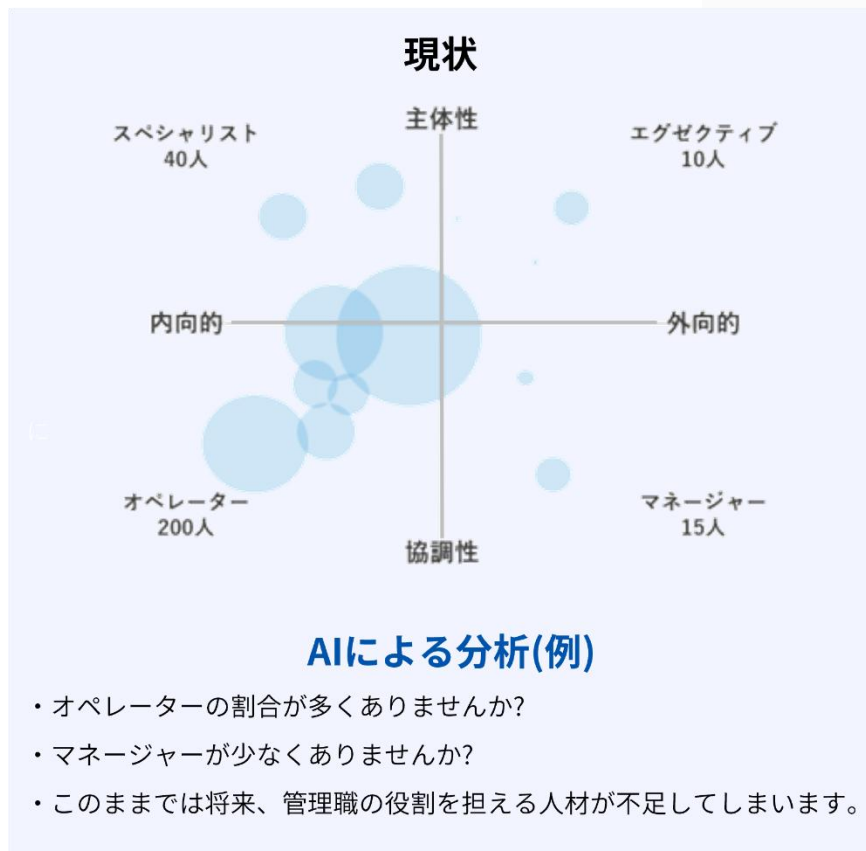 現状
主体性
スペシャリスト
40人
エグゼクティブ
10人
内向的
外向的
に
オペレーター
200人
マネージャー
15人
協調性
AIによる分析(例)
・オペレーターの割合が多くありませんか?
・マネージャーが少なくありませんか?
・このままでは将来、管理職の役割を担える人材が不足してしまいます。